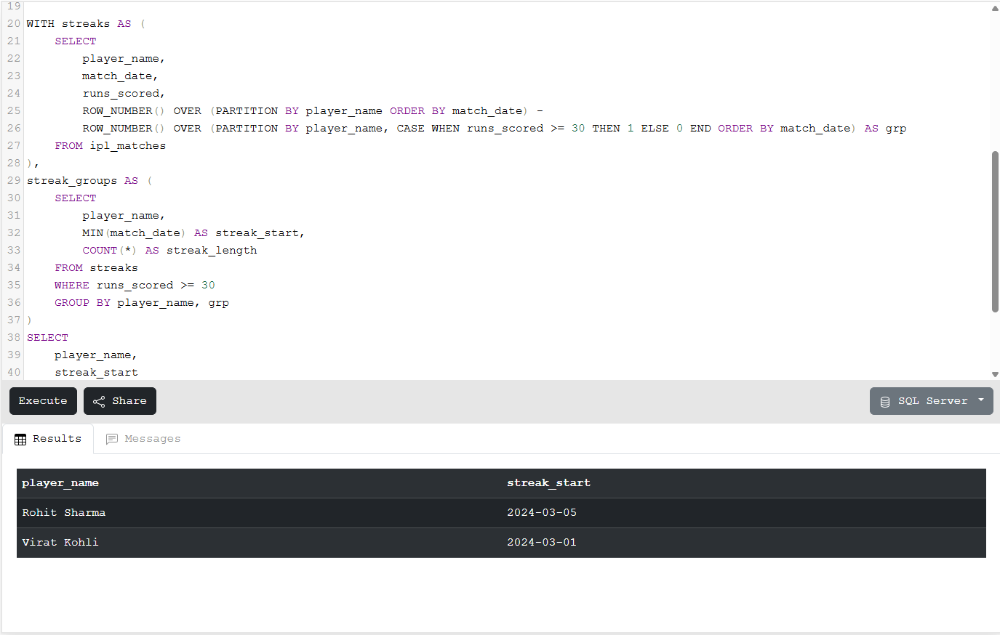 19
20 WITH streaks AS (
21     SELECT
22         player_name,
23         match_date,
24         runs_scored,
25         ROW_NUMBER() OVER (PARTITION BY player_name ORDER BY match_date) -
26         ROW_NUMBER() OVER (PARTITION BY player_name, CASE WHEN runs_scored >= 30 THEN 1 ELSE 0 END ORDER BY match_date) AS grp
27     FROM ipl_matches
28 ),
29 streak_groups AS (
30     SELECT
31         player_name,
32         MIN(match_date) AS streak_start,
33         COUNT(*) AS streak_length
34     FROM streaks
35     WHERE runs_scored >= 30
36     GROUP BY player_name, grp
37 )
38 SELECT
39     player_name,
40     streak_start
Execute Share SQL Server
Results Messages
player_name streak_start
Rohit Sharma 2024-03-05
Virat Kohli 2024-03-01